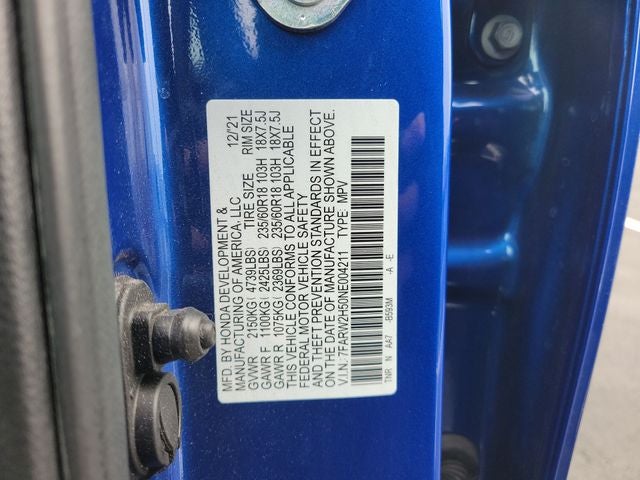 MFD. BY HONDA DEVELOPMENT & 12/'21
MANUFACTURING OF AMERICA, LLC
GVWR 2150KG( 4739LBS) TIRE SIZE RIM SIZE
GAWR F 1100KG( 2425LBS) 235/60R18 103H 18X7.5J
GAWR R 1075KG( 2369LBS) 235/60R18 103H 18X7.5J
THIS VEHICLE CONFORMS TO ALL APPLICABLE
FEDERAL MOTOR VEHICLE SAFETY
AND THEFT PREVENTION STANDARDS IN EFFECT
ON THE DATE OF MANUFACTURE SHOWN ABOVE.
V.I.N.: 7FARW2H50NE004211 TYPE: MPV
TNR N AA7 -B593M -A -E